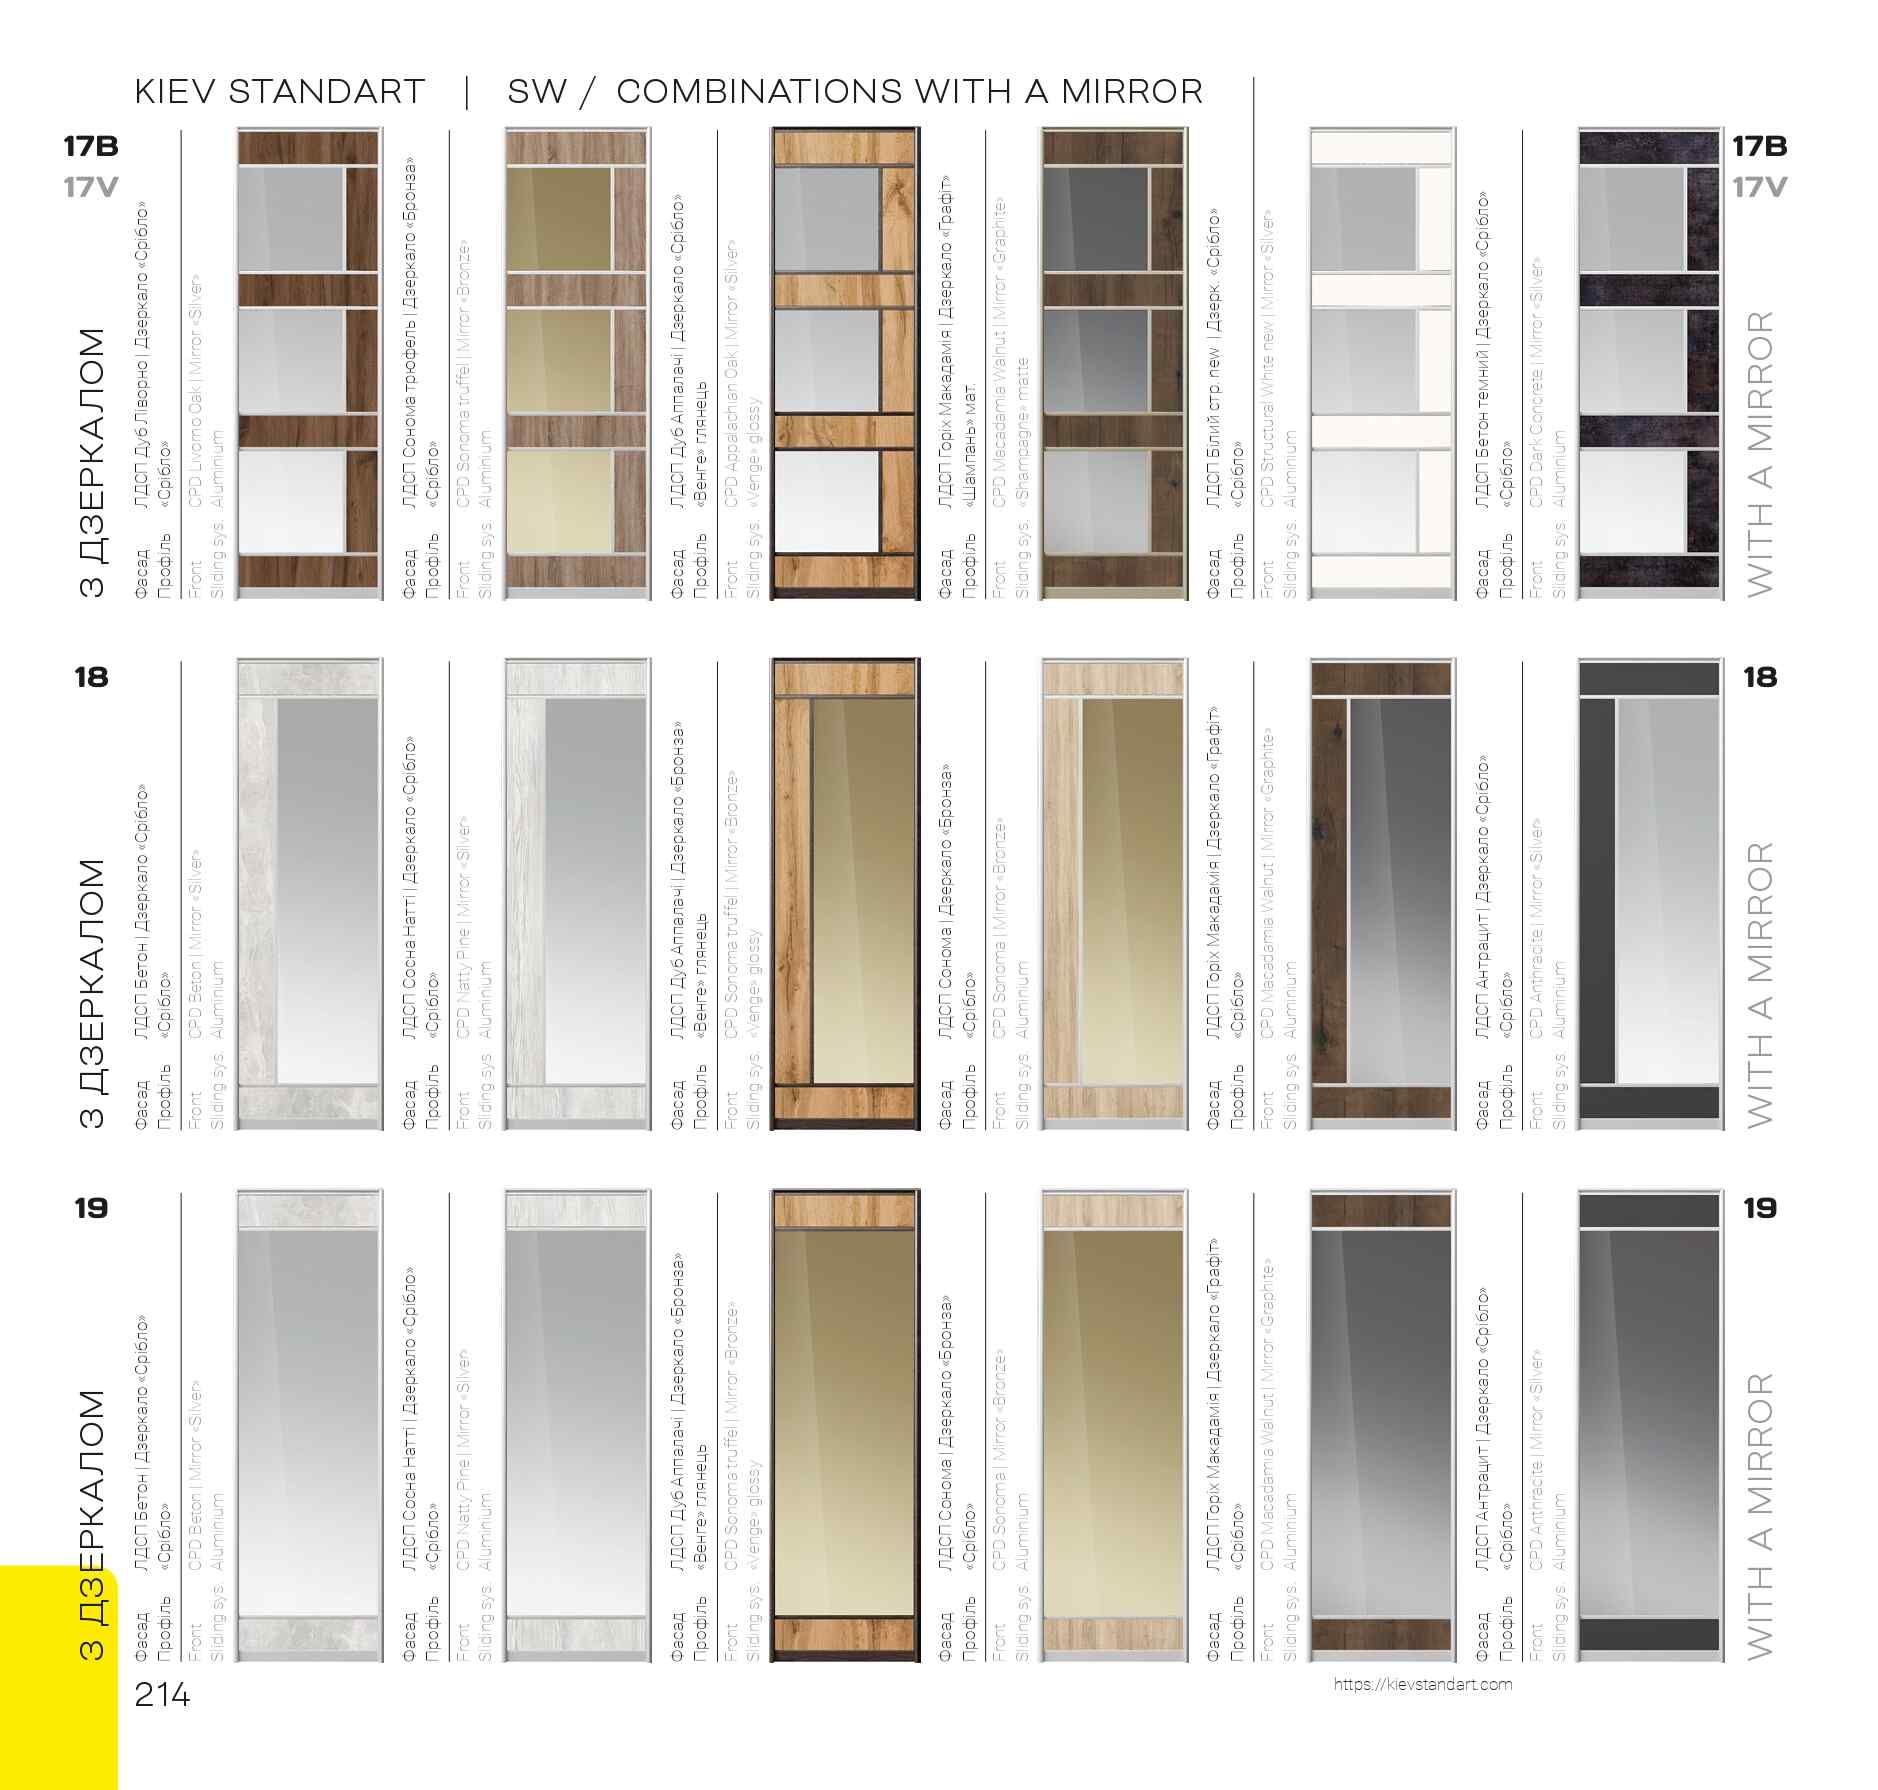 KIEV STANDART | SW / COMBINATIONS WITH A MIRROR
17B
17V
З ДЗЕРКАЛОМ
Фасад ЛДСП Дуб Ліворно | Дзеркало «Срібло»
Профіль «Срібло»
Front CPD Livorno Oak | Mirror «Silver»
Sliding sys. Aluminium
Фасад ЛДСП Сонома трюфель | Дзеркало «Бронза»
Профіль «Срібло»
Front CPD Sonoma truffel | Mirror «Bronze»
Sliding sys. Aluminium
Фасад ЛДСП Дуб Аппалачі | Дзеркало «Срібло»
Профіль «Венге» глянець
Front CPD Appalachian Oak | Mirror «Silver»
Sliding sys. «Venge» glossy
Фасад ЛДСП Горіх Макадамія | Дзеркало «Графіт»
Профіль «Шампань» мат.
Front CPD Macadamia Walnut | Mirror «Graphite»
Sliding sys. «Shampagne» matte
Фасад ЛДСП Білий стр. new | Дзерк. «Срібло»
Профіль «Срібло»
Front CPD Structural White new | Mirror «Silver»
Sliding sys. Aluminium
Фасад ЛДСП Бетон темний | Дзеркало «Срібло»
Профіль «Срібло»
Front CPD Dark Concrete | Mirror «Silver»
Sliding sys. Aluminium
17B
17V
WITH A MIRROR
18
З ДЗЕРКАЛОМ
Фасад ЛДСП Бетон | Дзеркало «Срібло»
Профіль «Срібло»
Front CPD Beton | Mirror «Silver»
Sliding sys. Aluminium
Фасад ЛДСП Сосна Натті | Дзеркало «Срібло»
Профіль «Срібло»
Front CPD Natty Pine | Mirror «Silver»
Sliding sys. Aluminium
Фасад ЛДСП Дуб Аппалачі | Дзеркало «Бронза»
Профіль «Венге» глянець
Front CPD Sonoma truffel | Mirror «Bronze»
Sliding sys. «Venge» glossy
Фасад ЛДСП Сонома | Дзеркало «Бронза»
Профіль «Срібло»
Front CPD Sonoma | Mirror «Bronze»
Sliding sys. Aluminium
Фасад ЛДСП Горіх Макадамія | Дзеркало «Графіт»
Профіль «Срібло»
Front CPD Macadamia Walnut | Mirror «Graphite»
Sliding sys. Aluminium
Фасад ЛДСП Антрацит | Дзеркало «Срібло»
Профіль «Срібло»
Front CPD Anthracite | Mirror «Silver»
Sliding sys. Aluminium
18
WITH A MIRROR
19
З ДЗЕРКАЛОМ
Фасад ЛДСП Бетон | Дзеркало «Срібло»
Профіль «Срібло»
Front CPD Beton | Mirror «Silver»
Sliding sys. Aluminium
Фасад ЛДСП Сосна Натті | Дзеркало «Срібло»
Профіль «Срібло»
Front CPD Natty Pine | Mirror «Silver»
Sliding sys. Aluminium
Фасад ЛДСП Дуб Аппалачі | Дзеркало «Бронза»
Профіль «Венге» глянець
Front CPD Sonoma truffel | Mirror «Bronze»
Sliding sys. «Venge» glossy
Фасад ЛДСП Сонома | Дзеркало «Бронза»
Профіль «Срібло»
Front CPD Sonoma | Mirror «Bronze»
Sliding sys. Aluminium
Фасад ЛДСП Горіх Макадамія | Дзеркало «Графіт»
Профіль «Срібло»
Front CPD Macadamia Walnut | Mirror «Graphite»
Sliding sys. Aluminium
Фасад ЛДСП Антрацит | Дзеркало «Срібло»
Профіль «Срібло»
Front CPD Anthracite | Mirror «Silver»
Sliding sys. Aluminium
19
WITH A MIRROR
214
https://kievstandart.com